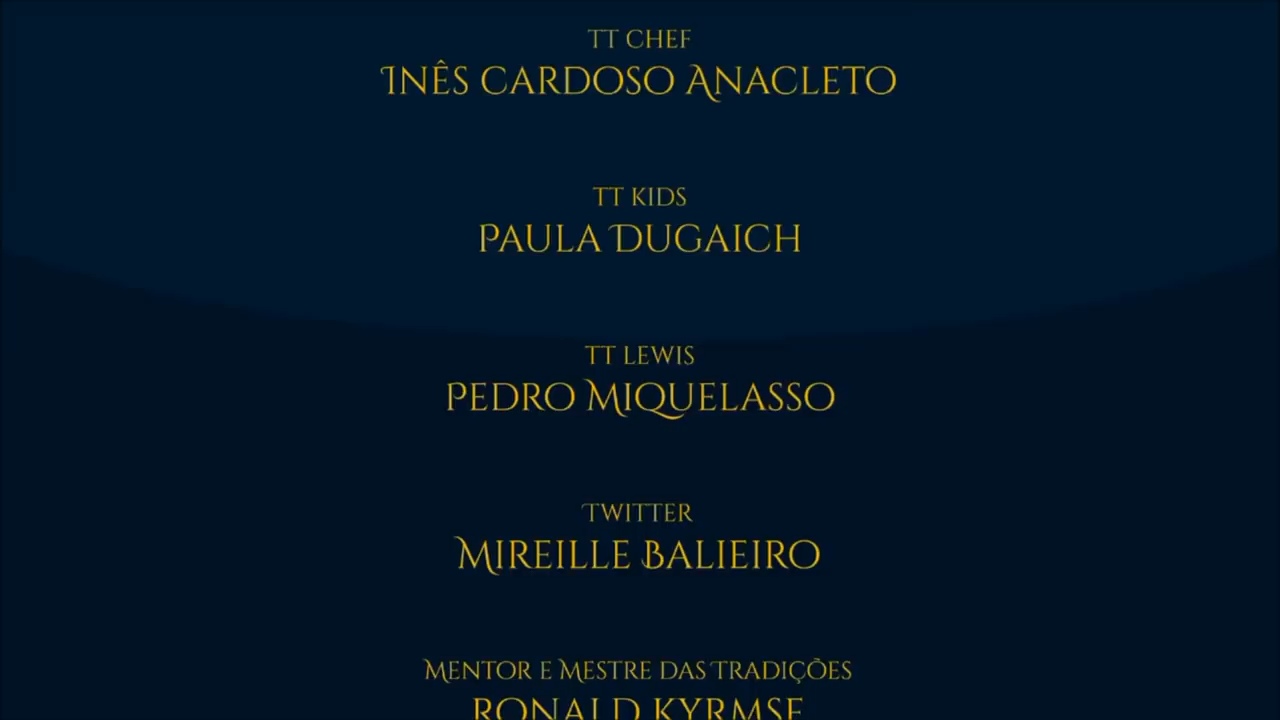 TT CHEF
INÊS CARDOSO ANACLETO
TT KIDS
PAULA DUGAICH
TT LEWIS
PEDRO MIQUELASSO
TWITTER
MIREILLE BALIEIRO
MENTOR E MESTRE DAS TRADIÇÕES
RONALD KYRMSE